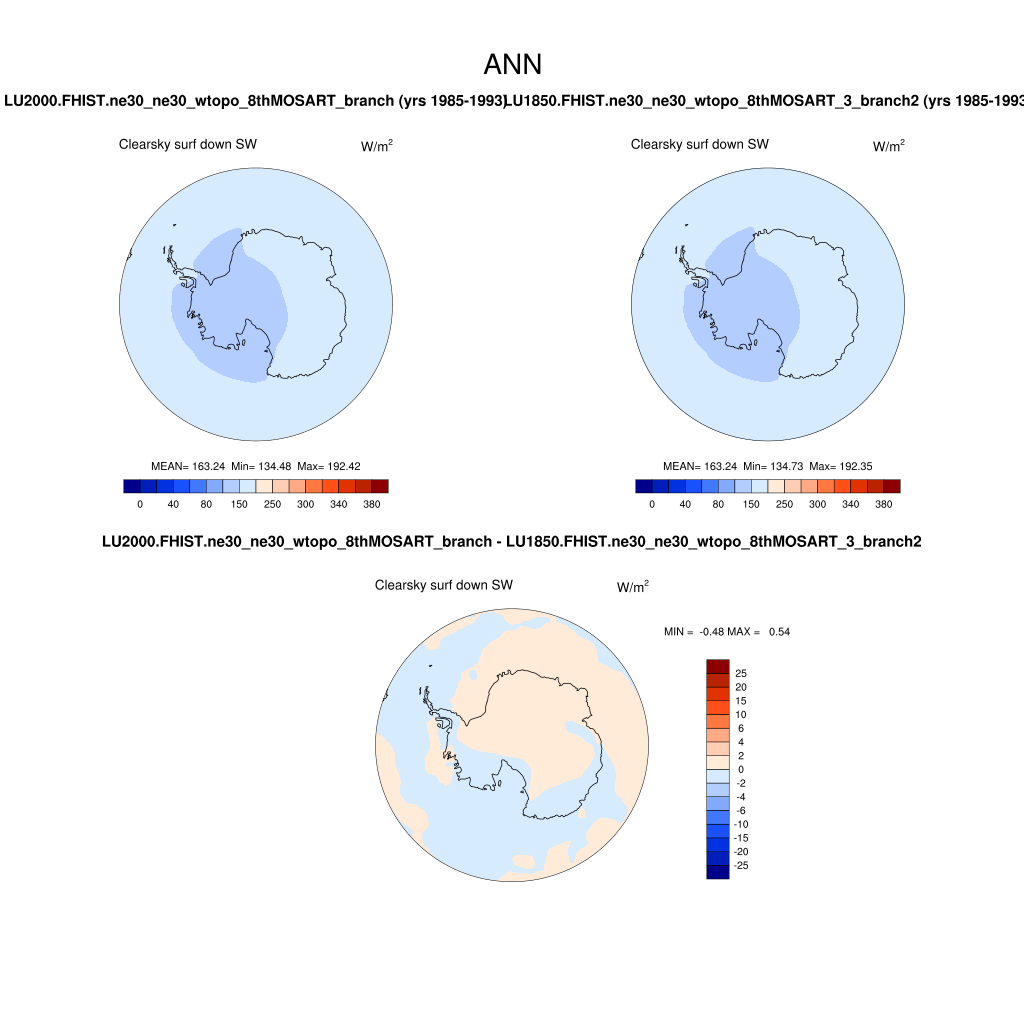 ANN
LU2000.FHIST.ne30_ne30_wtopo_8thMOSART_branch (yrs 1985-1993)
LU1850.FHIST.ne30_ne30_wtopo_8thMOSART_3_branch2 (yrs 1985-1993
Clearsky surf down SW W/m²
Clearsky surf down SW W/m²
MEAN= 163.24 Min= 134.48 Max= 192.42
0 40 80 150 250 300 340 380
MEAN= 163.24 Min= 134.73 Max= 192.35
0 40 80 150 250 300 340 380
LU2000.FHIST.ne30_ne30_wtopo_8thMOSART_branch - LU1850.FHIST.ne30_ne30_wtopo_8thMOSART_3_branch2
Clearsky surf down SW W/m²
MIN = -0.48 MAX = 0.54
25
20
15
10
6
4
2
0
-2
-4
-6
-10
-15
-20
-25